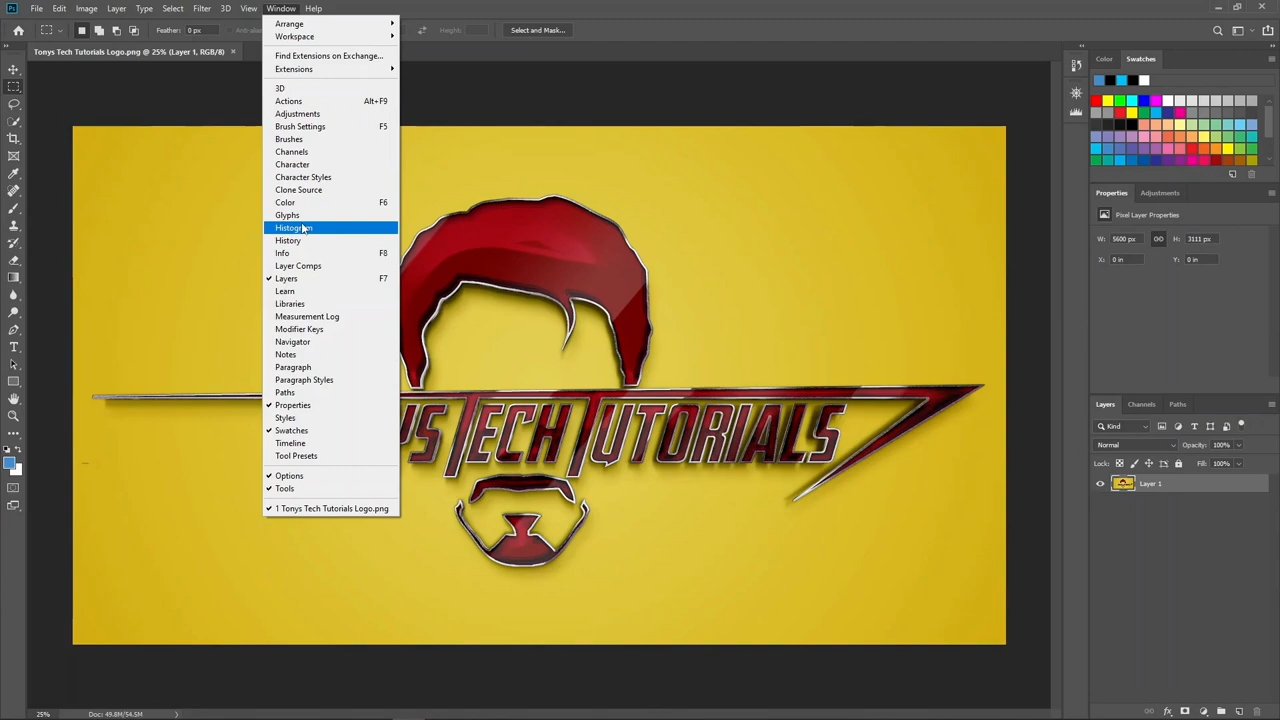 Ps File Edit Image Layer Type Select Filter 3D View Window Help
Feather: 0 px Height: Select and Mask...
Tonys Tech Tutorials Logo.png @ 25% (Layer 1, RGB/8) ×
Arrange
Workspace
Find Extensions on Exchange...
Extensions
3D
Actions Alt+F9
Adjustments
Brush Settings F5
Brushes
Channels
Character
Character Styles
Clone Source
Color F6
Glyphs
Histogram
History
Info F8
Layer Comps
Layers F7
Learn
Libraries
Measurement Log
Modifier Keys
Navigator
Notes
Paragraph
Paragraph Styles
Paths
Properties
Styles
Swatches
Timeline
Tool Presets
Options
Tools
1 Tonys Tech Tutorials Logo.png
YS TECH TUTORIALS
Color Swatches
Properties Adjustments
Pixel Layer Properties
W: 5600 px H: 3111 px
X: 0 in Y: 0 in
Layers Channels Paths
Kind
Normal Opacity: 100%
Lock: Fill: 100%
Layer 1
25% Doc: 49.8M/54.5M